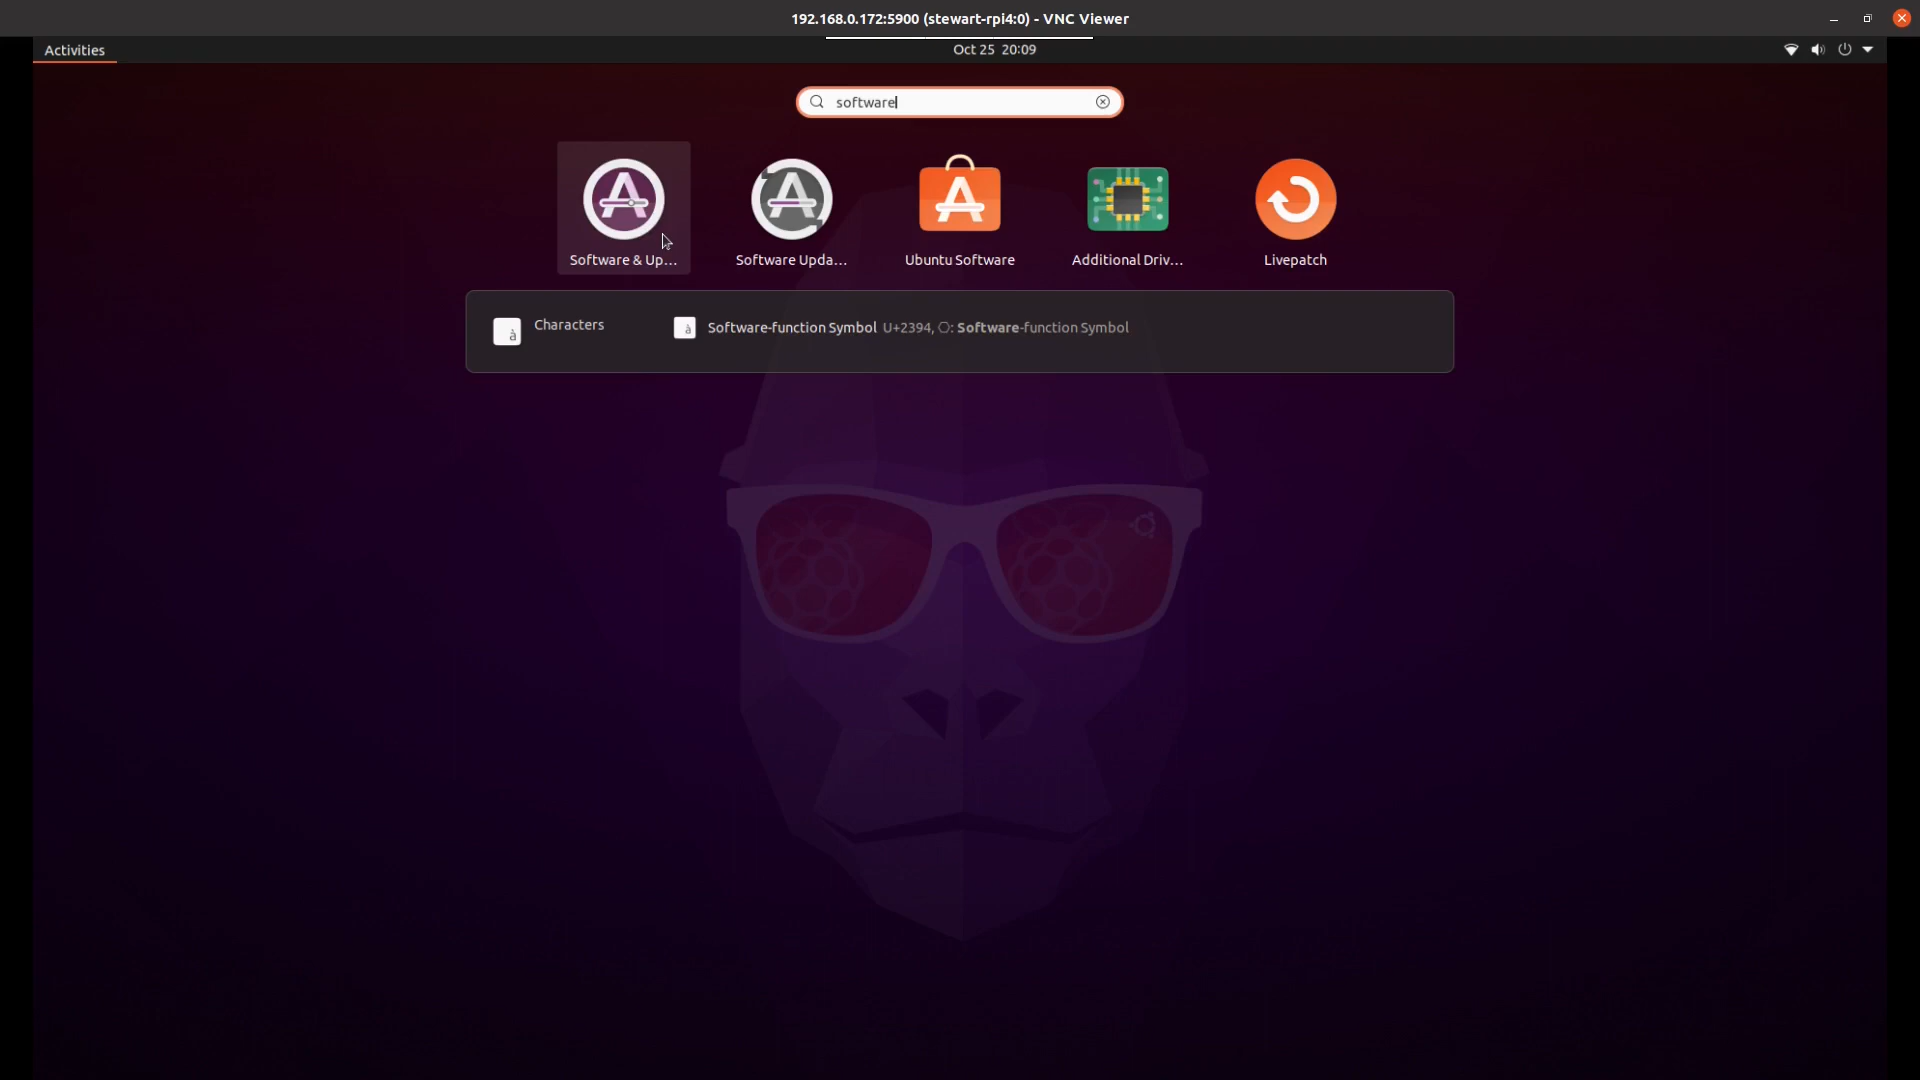 192.168.0.172:5900 (stewart-rpi4:0) - VNC Viewer
Activities
Oct 25 20:09
software
Software & Up...
Software Upda...
Ubuntu Software
Additional Driv...
Livepatch
Characters
Software-function Symbol U+2394, ⎔: Software-function Symbol